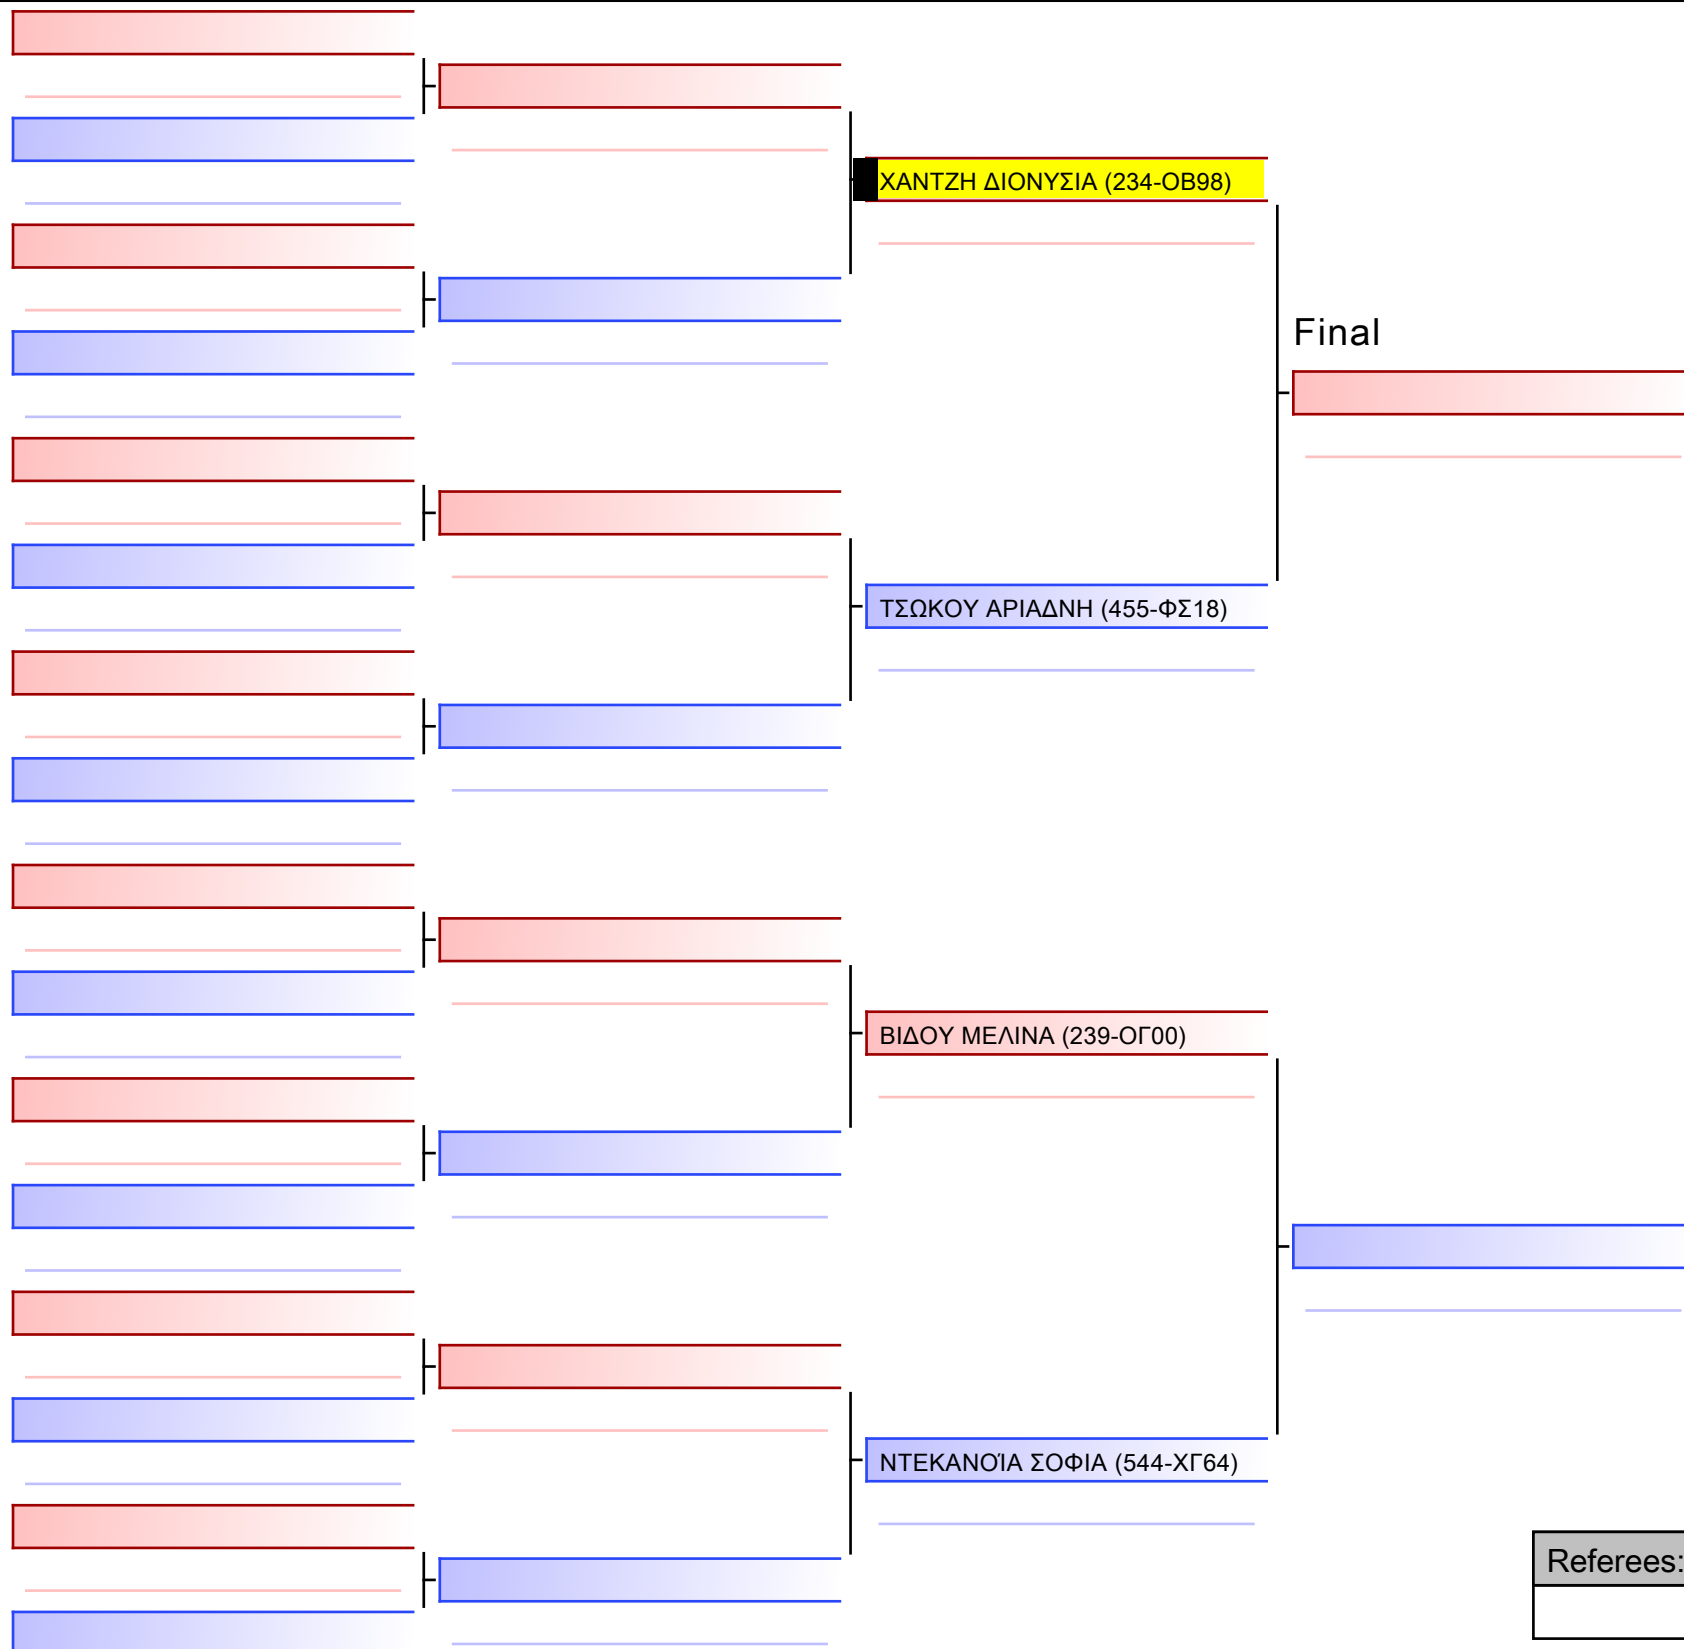 ΧΑΝΤΖΗ ΔΙΟΝΥΣΙΑ (234-ΟΒ98)
Final
ΤΣΩΚΟΥ ΑΡΙΑΔΝΗ (455-ΦΣ18)
ΒΙΔΟΥ ΜΕΛΙΝΑ (239-ΟΓ00)
ΝΤΕΚΑΝΟΪΑ ΣΟΦΙΑ (544-ΧΓ64)
Referees: